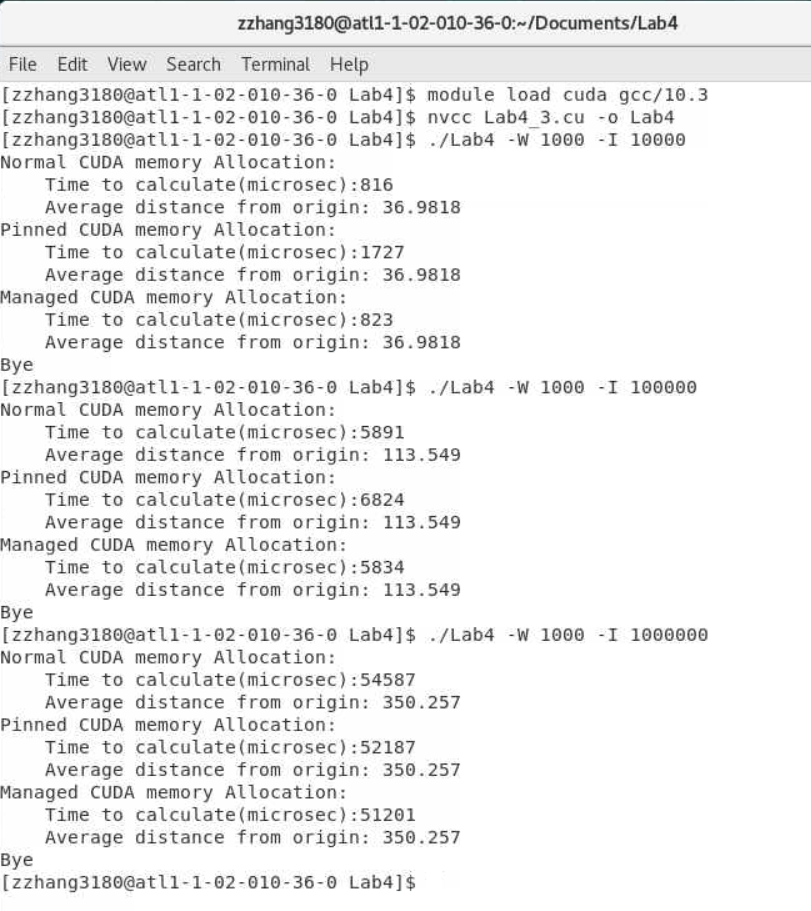 zzhang3180@atl1-1-02-010-36-0:~/Documents/Lab4
File Edit View Search Terminal Help
[zzhang3180@atl1-1-02-010-36-0 Lab4]$ module load cuda gcc/10.3
[zzhang3180@atl1-1-02-010-36-0 Lab4]$ nvcc Lab4_3.cu -o Lab4
[zzhang3180@atl1-1-02-010-36-0 Lab4]$ ./Lab4 -W 1000 -I 10000
Normal CUDA memory Allocation:
    Time to calculate(microsec):816
    Average distance from origin: 36.9818
Pinned CUDA memory Allocation:
    Time to calculate(microsec):1727
    Average distance from origin: 36.9818
Managed CUDA memory Allocation:
    Time to calculate(microsec):823
    Average distance from origin: 36.9818
Bye
[zzhang3180@atl1-1-02-010-36-0 Lab4]$ ./Lab4 -W 1000 -I 100000
Normal CUDA memory Allocation:
    Time to calculate(microsec):5891
    Average distance from origin: 113.549
Pinned CUDA memory Allocation:
    Time to calculate(microsec):6824
    Average distance from origin: 113.549
Managed CUDA memory Allocation:
    Time to calculate(microsec):5834
    Average distance from origin: 113.549
Bye
[zzhang3180@atl1-1-02-010-36-0 Lab4]$ ./Lab4 -W 1000 -I 1000000
Normal CUDA memory Allocation:
    Time to calculate(microsec):54587
    Average distance from origin: 350.257
Pinned CUDA memory Allocation:
    Time to calculate(microsec):52187
    Average distance from origin: 350.257
Managed CUDA memory Allocation:
    Time to calculate(microsec):51201
    Average distance from origin: 350.257
Bye
[zzhang3180@atl1-1-02-010-36-0 Lab4]$